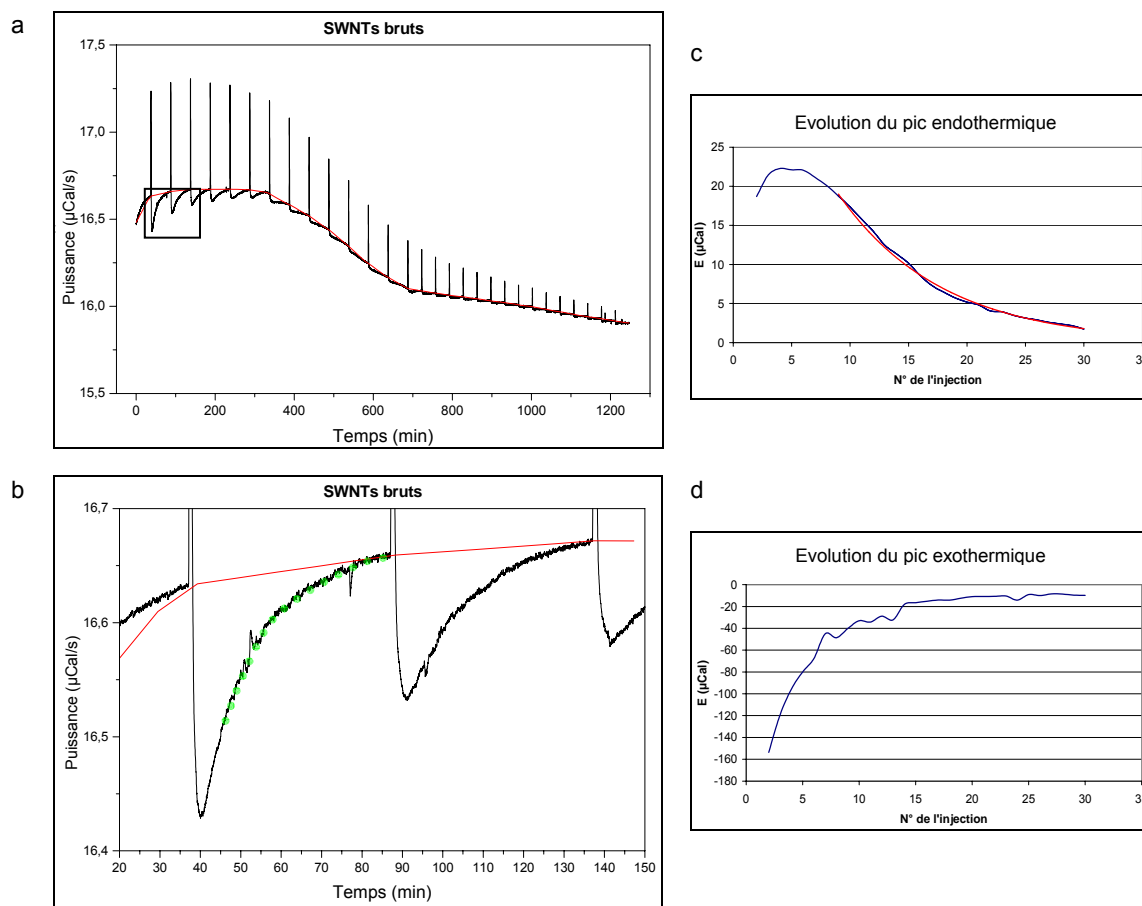 a
SWNTs bruts
17,5
17,0
16,5
16,0
15,5
Puissance (µCal/s)
0 200 400 600 800 1000 1200
Temps (min)
b
SWNTs bruts
16,7
16,6
16,5
16,4
Puissance (µCal/s)
20 30 40 50 60 70 80 90 100 110 120 130 140 150
Temps (min)
c
Evolution du pic endothermique
25
20
15
10
5
0
E (µCal)
0 5 10 15 20 25 30
N° de l'injection
d
Evolution du pic exothermique
0
-20
-40
-60
-80
-100
-120
-140
-160
-180
E (µCal)
0 5 10 15 20 25 30
N° de l'injection